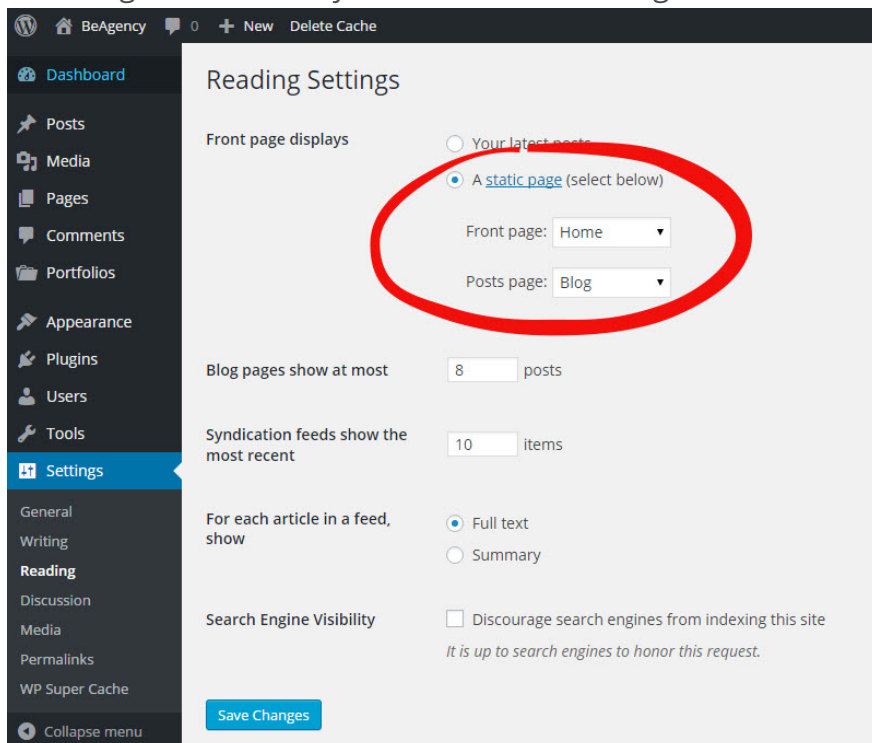 BeAgency 0 + New Delete Cache
Dashboard
Posts
Media
Pages
Comments
Portfolios
Appearance
Plugins
Users
Tools
Settings
General
Writing
Reading
Discussion
Media
Permalinks
WP Super Cache
Collapse menu
Reading Settings
Front page displays
Your latest posts
A static page (select below)
Front page: Home
Posts page: Blog
Blog pages show at most
8 posts
Syndication feeds show the
most recent
10 items
For each article in a feed,
show
Full text
Summary
Search Engine Visibility
Discourage search engines from indexing this site
It is up to search engines to honor this request.
Save Changes